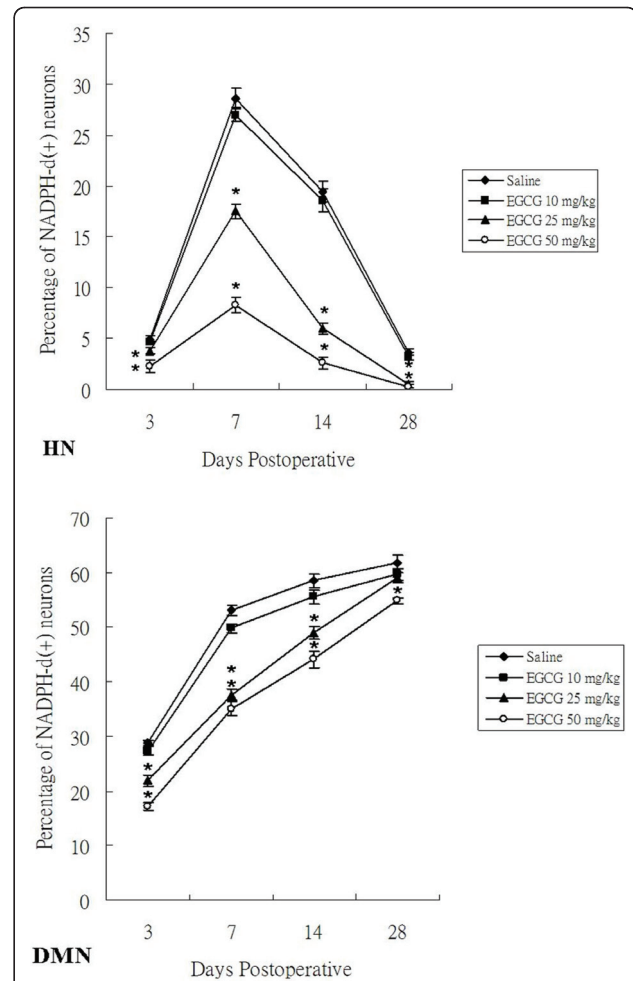 Percentage of NADPH-d(+) neurons
35
30
25
20
15
10
5
0
*
*
*
*
*
*
*
*
3 7 14 28
HN
Days Postoperative
Saline
EGCG 10 mg/kg
EGCG 25 mg/kg
EGCG 50 mg/kg
Percentage of NADPH-d(+) neurons
70
60
50
40
30
20
10
0
*
*
*
*
*
*
*
3 7 14 28
DMN
Days Postoperative
Saline
EGCG 10 mg/kg
EGCG 25 mg/kg
EGCG 50 mg/kg